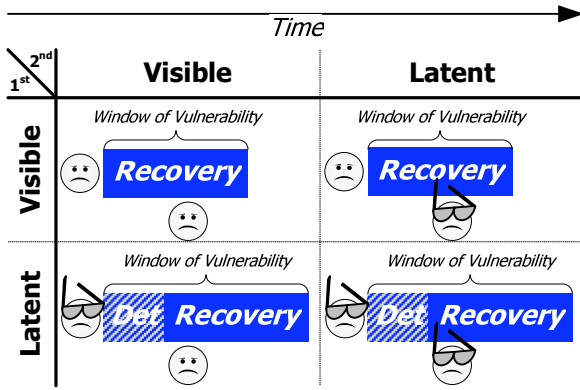 Time
2nd
1st
Visible
Latent
Visible
Window of Vulnerability
Recovery
Window of Vulnerability
Recovery
Latent
Window of Vulnerability
Det Recovery
Window of Vulnerability
Det Recovery